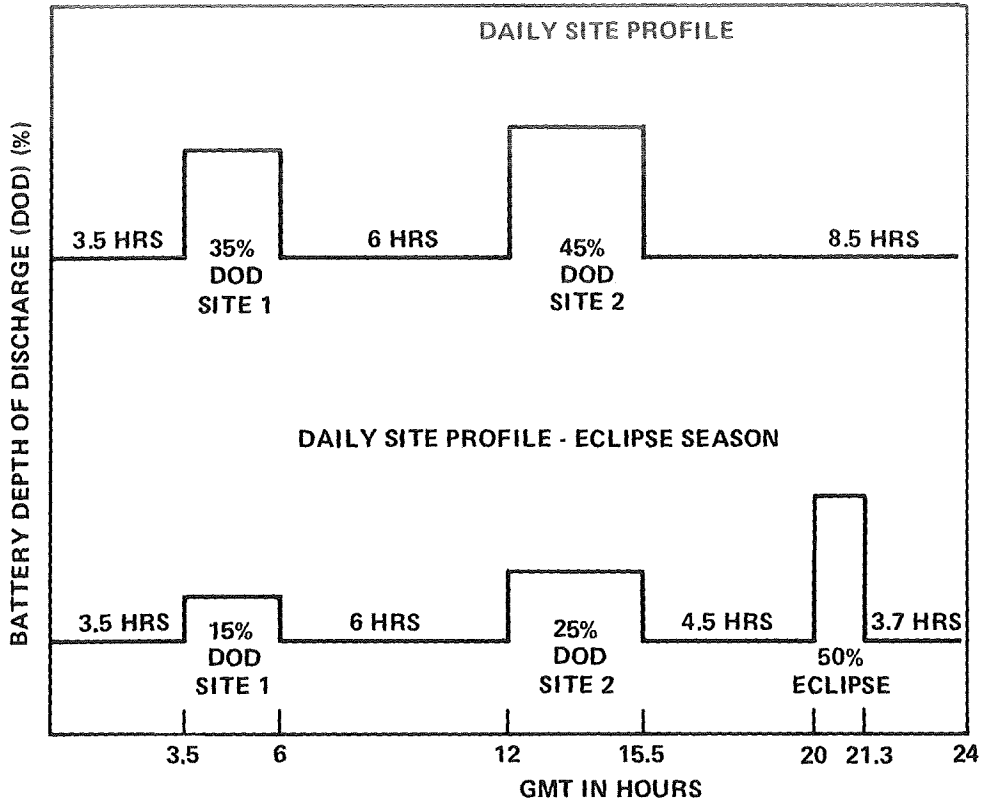 DAILY SITE PROFILE
BATTERY DEPTH OF DISCHARGE (DOD) (%)
3.5 HRS
35%
DOD
SITE 1
6 HRS
45%
DOD
SITE 2
8.5 HRS
DAILY SITE PROFILE - ECLIPSE SEASON
3.5 HRS
15%
DOD
SITE 1
6 HRS
25%
DOD
SITE 2
4.5 HRS
50%
ECLIPSE
3.7 HRS
3.5 6 12 15.5 20 21.3 24
GMT IN HOURS